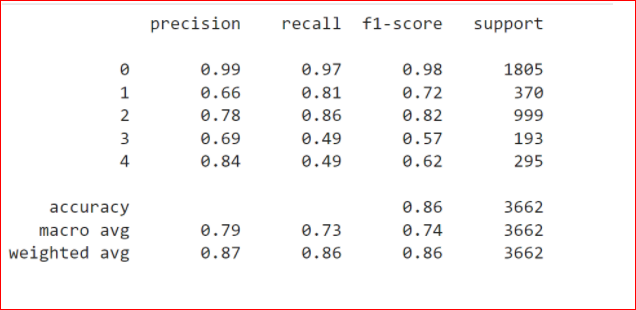 precision recall f1-score support
0 0.99 0.97 0.98 1805
1 0.66 0.81 0.72 370
2 0.78 0.86 0.82 999
3 0.69 0.49 0.57 193
4 0.84 0.49 0.62 295
accuracy 0.86 3662
macro avg 0.79 0.73 0.74 3662
weighted avg 0.87 0.86 0.86 3662